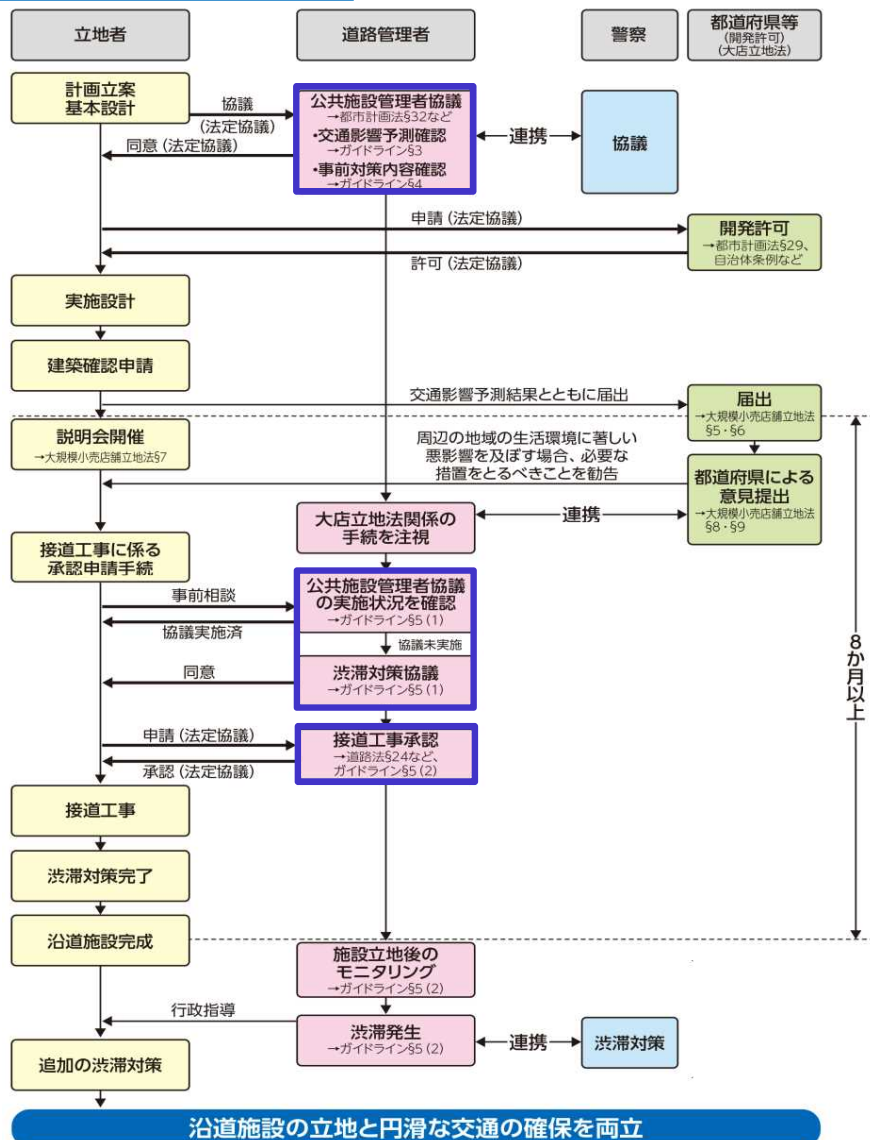 立地者
道路管理者
警察
都道府県等
(開発許可)
(大店立地法)
計画立案
基本設計
協議
(法定協議)
同意(法定協議)
公共施設管理者協議
→都市計画法§32など
・交通影響予測確認
→ガイドライン§3
・事前対策内容確認
→ガイドライン§4
連携
協議
申請(法定協議)
許可(法定協議)
開発許可
→都市計画法§29、
自治体条例など
実施設計
建築確認申請
交通影響予測結果とともに届出
届出
→大規模小売店舗立地法
§5・§6
説明会開催
→大規模小売店舗立地法§7
周辺の地域の生活環境に著しい
悪影響を及ぼす場合、必要な
措置をとるべきことを勧告
都道府県による
意見提出
→大規模小売店舗立地法
§8・§9
大店立地法関係の
手続を注視
連携
接道工事に係る
承認申請手続
事前相談
協議実施済
公共施設管理者協議
の実施状況を確認
→ガイドライン§5(1)
協議未実施
同意
渋滞対策協議
→ガイドライン§5(1)
申請(法定協議)
承認(法定協議)
接道工事承認
→道路法§24など、
ガイドライン§5(2)
8か月以上
接道工事
渋滞対策完了
沿道施設完成
施設立地後の
モニタリング
→ガイドライン§5(2)
行政指導
渋滞発生
→ガイドライン§5(2)
連携
渋滞対策
追加の渋滞対策
沿道施設の立地と円滑な交通の確保を両立